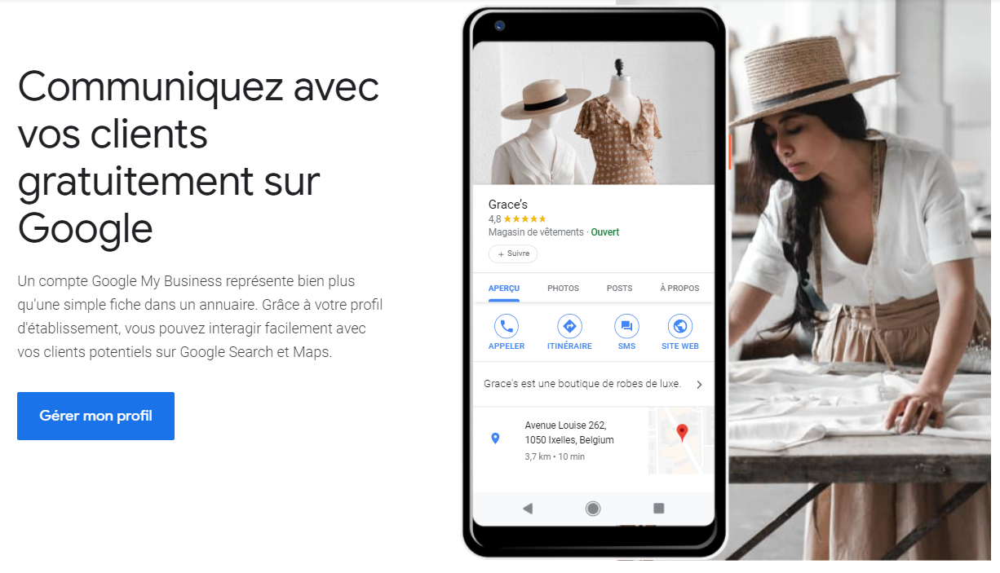 Communiquez avec
vos clients
gratuitement sur
Google
Un compte Google My Business représente bien plus
qu'une simple fiche dans un annuaire. Grâce à votre profil
d'établissement, vous pouvez interagir facilement avec
vos clients potentiels sur Google Search et Maps.
Gérer mon profil
Grace's
4,8
Magasin de vêtements · Ouvert
+ Suivre
APERÇU PHOTOS POSTS À PROPOS
APPELER ITINÉRAIRE SMS SITE WEB
Grace's est une boutique de robes de luxe.
Avenue Louise 262,
1050 Ixelles, Belgium
3,7 km • 10 min